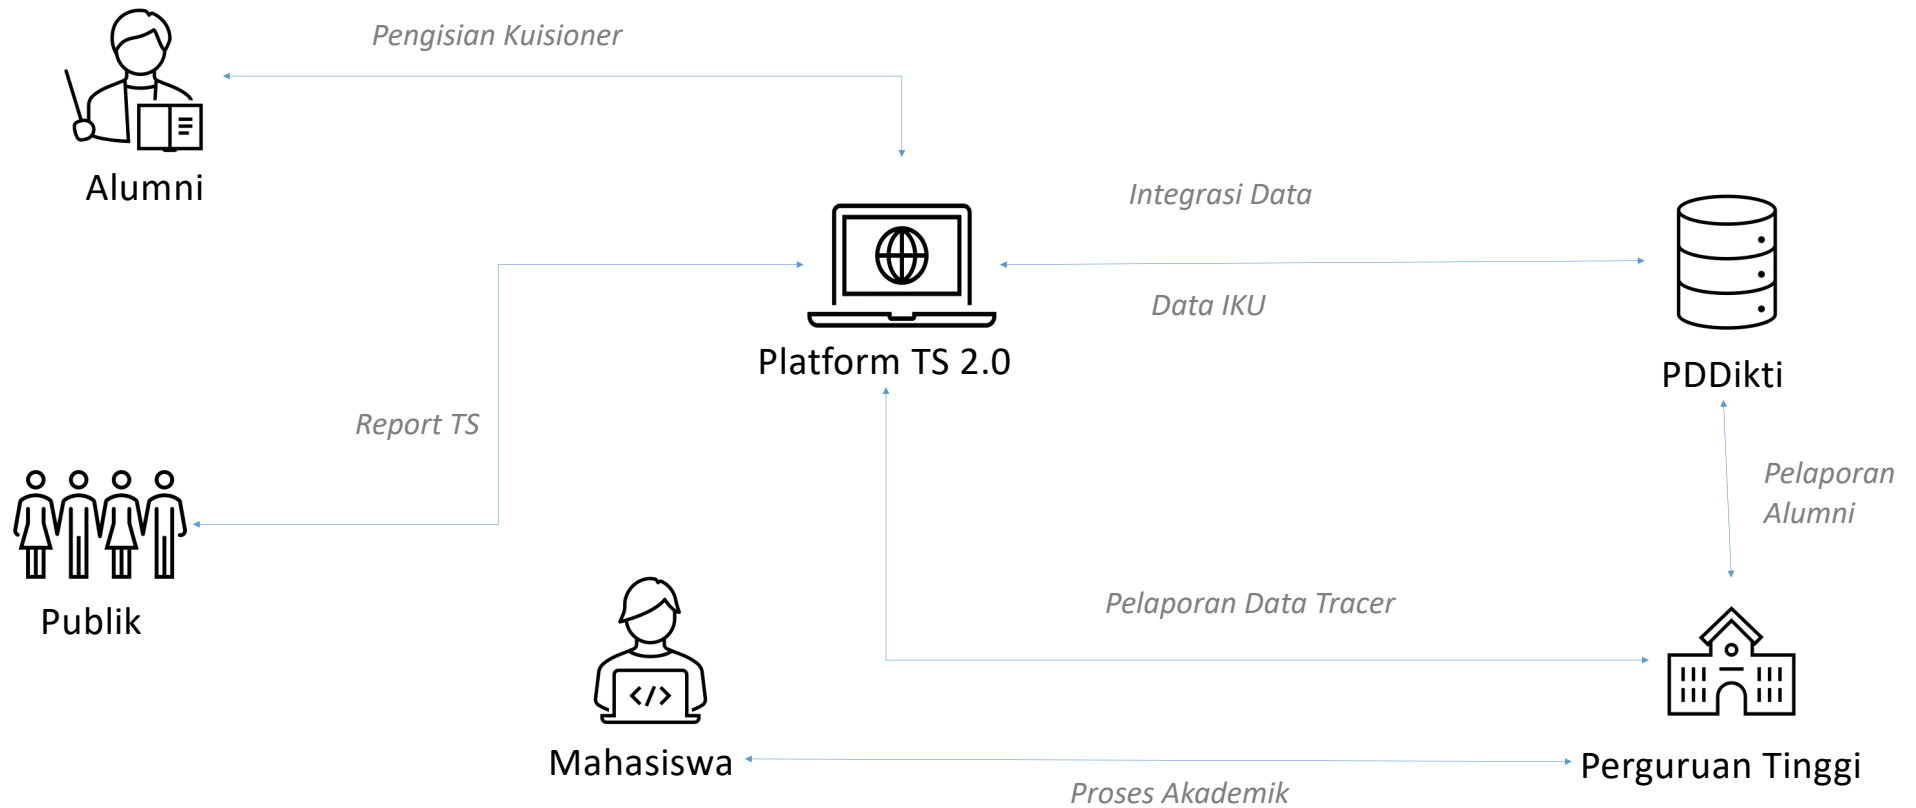 Pengisian Kuisioner
Alumni
Integrasi Data
Data IKU
Platform TS 2.0
PDDikti
Report TS
Pelaporan
Alumni
Publik
Pelaporan Data Tracer
</>
Mahasiswa
Perguruan Tinggi
Proses Akademik